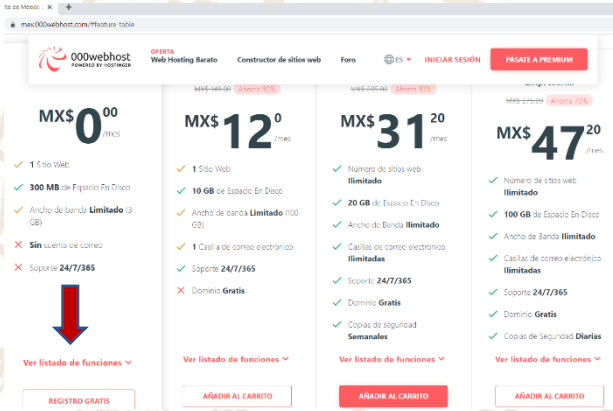 mex.000webhost.com/#feature-table
000webhost
POWERED BY HOSTINGER
OFERTA
Web Hosting Barato
Constructor de sitios web
Foro
ES
INICIAR SESIÓN
PÁSATE A PREMIUM
MX$ 0.00 /mes
1 Sitio Web
300 MB de Espacio En Disco
Ancho de banda Limitado (3
GB)
Sin cuenta de correo
Soporte 24/7/365
Ver listado de funciones
REGISTRO GRATIS
MX$ 149.00 Ahorra 90%
MX$ 12 0 /mes
1 Sitio Web
10 GB de Espacio En Disco
Ancho de banda Limitado (100
GB)
1 Casilla de correo electrónico
Soporte 24/7/365
Dominio Gratis
Ver listado de funciones
AÑADIR AL CARRITO
Ahorra 81%
MX$ 31 20 /mes
Número de sitios web
Ilimitado
20 GB de Espacio En Disco
Ancho de Banda Ilimitado
Casillas de correo electrónico
Ilimitadas
Soporte 24/7/365
Dominio Gratis
Copias de seguridad
Semanales
Ver listado de funciones
AÑADIR AL CARRITO
MX$ 47 20 /mes
Número de sitios web
Ilimitado
100 GB de Espacio En Disco
Ancho de Banda Ilimitado
Casillas de correo electrónico
Ilimitadas
Soporte 24/7/365
Dominio Gratis
Copias de Seguridad Diarias
Ver listado de funciones
AÑADIR AL CARRITO